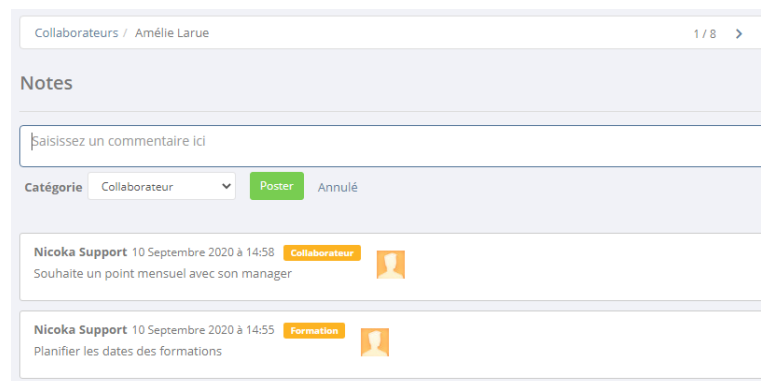 Collaborateurs / Amélie Larue 1 / 8
Notes
Saisissez un commentaire ici
Catégorie Collaborateur Poster Annulé
Nicoka Support 10 Septembre 2020 à 14:58 Collaborateur
Souhaite un point mensuel avec son manager
Nicoka Support 10 Septembre 2020 à 14:55 Formation
Planifier les dates des formations